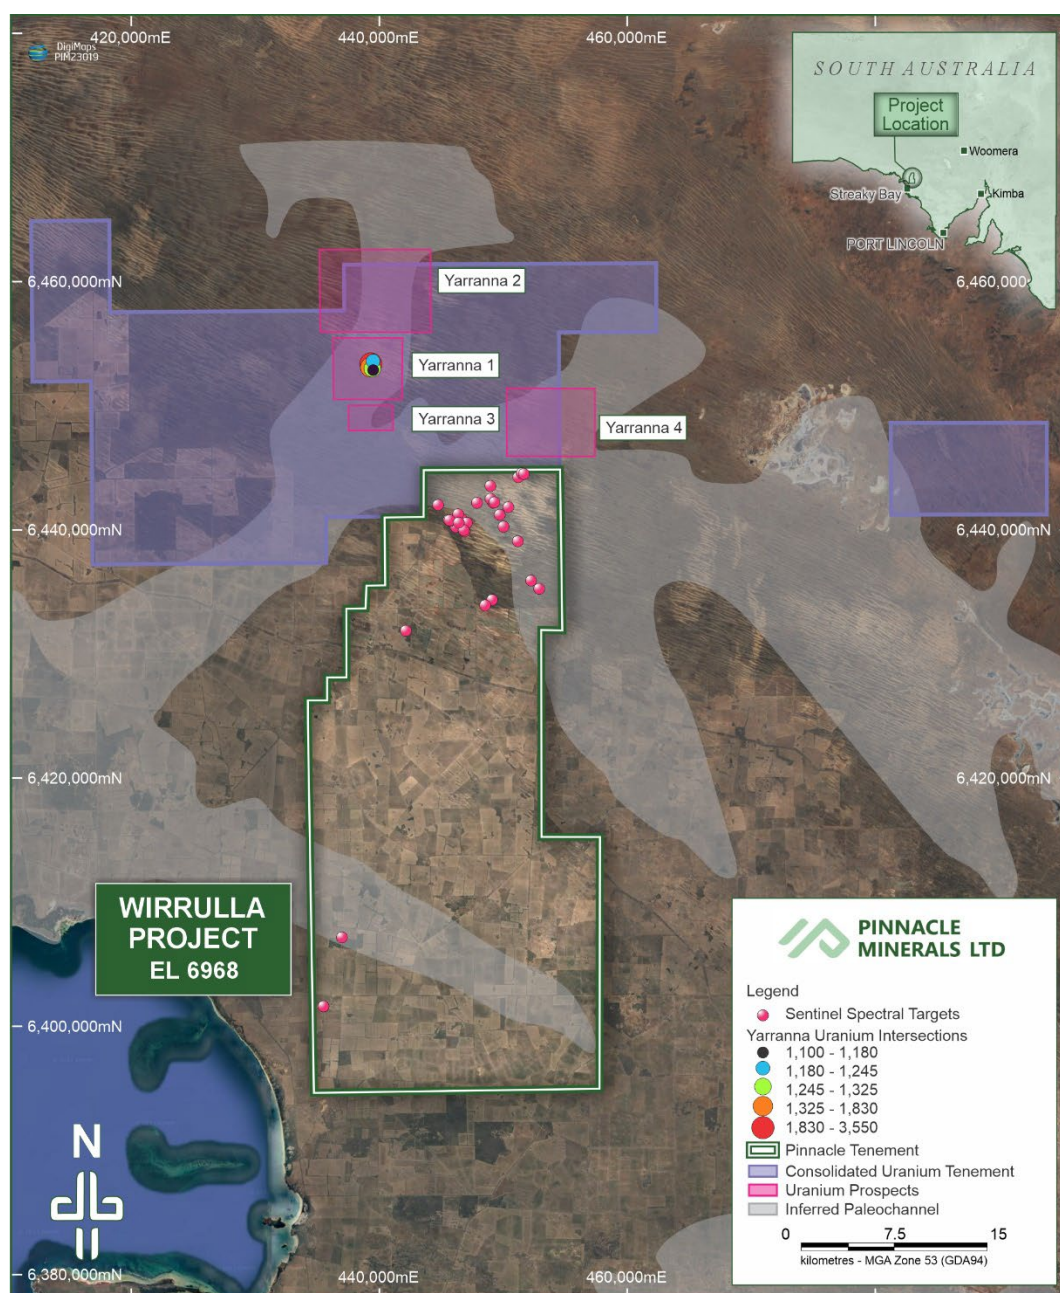 420,000mE
440,000mE
460,000mE
DigiMaps
PIM23019
SOUTH AUSTRALIA
Project
Location
Woomera
Streaky Bay
Kimba
PORT LINCOLN
6,460,000mN
6,460,000
Yarranna 2
Yarranna 1
Yarranna 3
Yarranna 4
6,440,000mN
6,440,000mN
6,420,000mN
6,420,000mN
WIRRULLA
PROJECT
EL 6968
6,400,000mN
PINNACLE
MINERALS LTD
Legend
Sentinel Spectral Targets
Yarranna Uranium Intersections
1,100 - 1,180
1,180 - 1,245
1,245 - 1,325
1,325 - 1,830
1,830 - 3,550
Pinnacle Tenement
Consolidated Uranium Tenement
Uranium Prospects
Inferred Paleochannel
0 7.5 15
kilometres - MGA Zone 53 (GDA94)
N
6,380,000mN
440,000mE
460,000mE